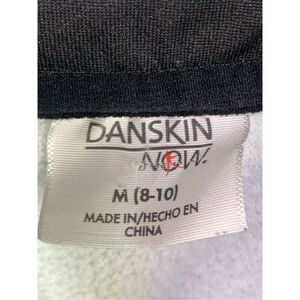 DANSKIN
NOW.
M (8-10)
MADE IN/HECHO EN
CHINA